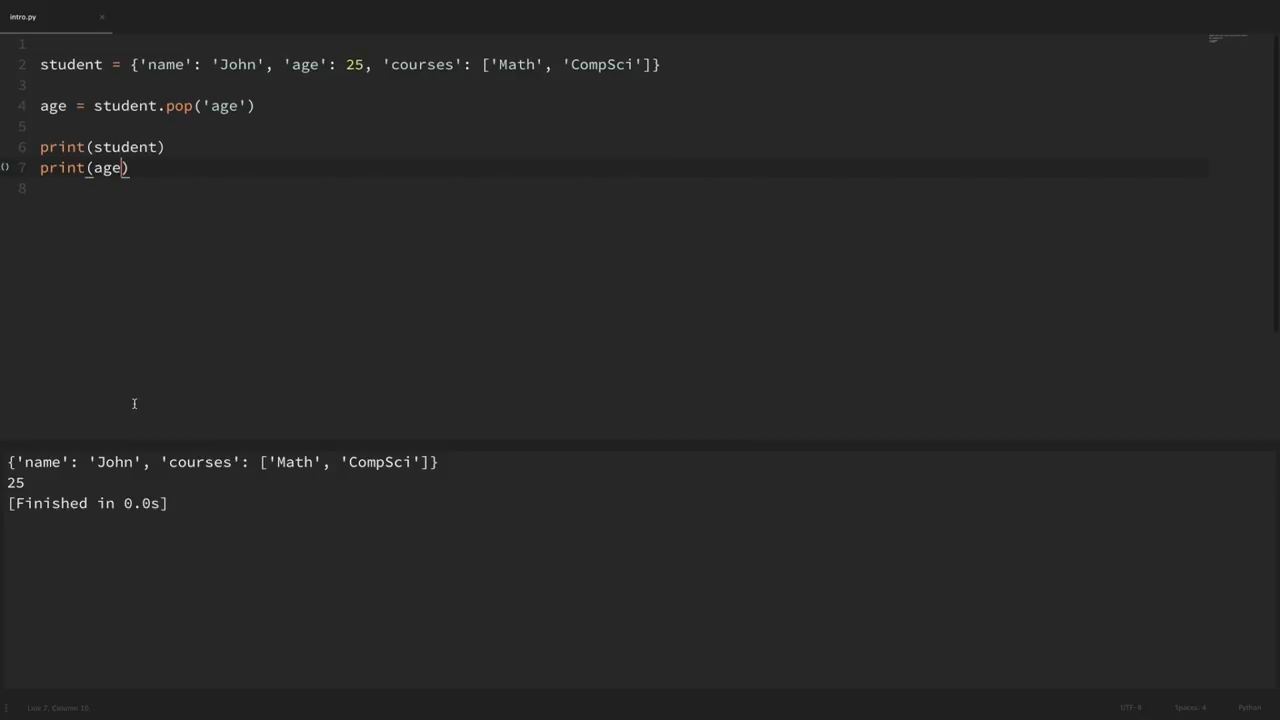 intro.py ×
1
2 student = {'name': 'John', 'age': 25, 'courses': ['Math', 'CompSci']}
3
4 age = student.pop('age')
5
6 print(student)
() 7 print(age)
8
{'name': 'John', 'courses': ['Math', 'CompSci']}
25
[Finished in 0.0s]
Line 7, Column 10 UTF-8 Spaces: 4 Python